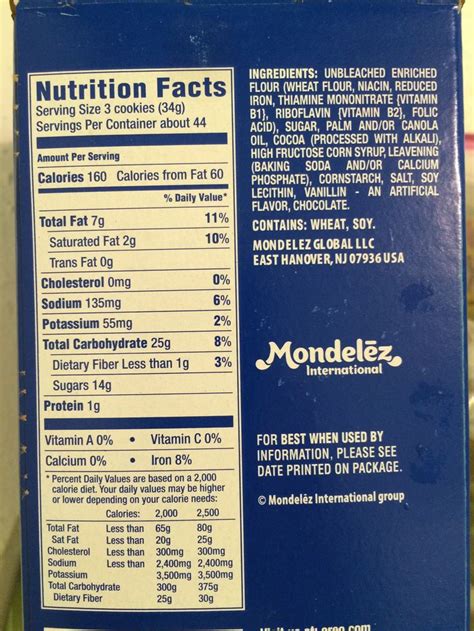 Nutrition Facts
Serving Size 3 cookies (34g)
Servings Per Container about 44
Amount Per Serving
Calories 160 Calories from Fat 60
% Daily Value*
Total Fat 7g 11%
Saturated Fat 2g 10%
Trans Fat 0g
Cholesterol 0mg 0%
Sodium 135mg 6%
Potassium 55mg 2%
Total Carbohydrate 25g 8%
Dietary Fiber Less than 1g 3%
Sugars 14g
Protein 1g
Vitamin A 0% • Vitamin C 0%
Calcium 0% • Iron 8%
* Percent Daily Values are based on a 2,000
calorie diet. Your daily values may be higher
or lower depending on your calorie needs:
Calories: 2,000 2,500
Total Fat Less than 65g 80g
Sat Fat Less than 20g 25g
Cholesterol Less than 300mg 300mg
Sodium Less than 2,400mg 2,400mg
Potassium 3,500mg 3,500mg
Total Carbohydrate 300g 375g
Dietary Fiber 25g 30g
INGREDIENTS: UNBLEACHED ENRICHED
FLOUR (WHEAT FLOUR, NIACIN, REDUCED
IRON, THIAMINE MONONITRATE {VITAMIN
B1}, RIBOFLAVIN {VITAMIN B2}, FOLIC
ACID), SUGAR, PALM AND/OR CANOLA
OIL, COCOA (PROCESSED WITH ALKALI),
HIGH FRUCTOSE CORN SYRUP, LEAVENING
(BAKING SODA AND/OR CALCIUM
PHOSPHATE), CORNSTARCH, SALT, SOY
LECITHIN, VANILLIN - AN ARTIFICIAL
FLAVOR, CHOCOLATE.
CONTAINS: WHEAT, SOY.
MONDELEZ GLOBAL LLC
EAST HANOVER, NJ 07936 USA
Mondelēz
International
FOR BEST WHEN USED BY
INFORMATION, PLEASE SEE
DATE PRINTED ON PACKAGE.
© Mondelēz International group